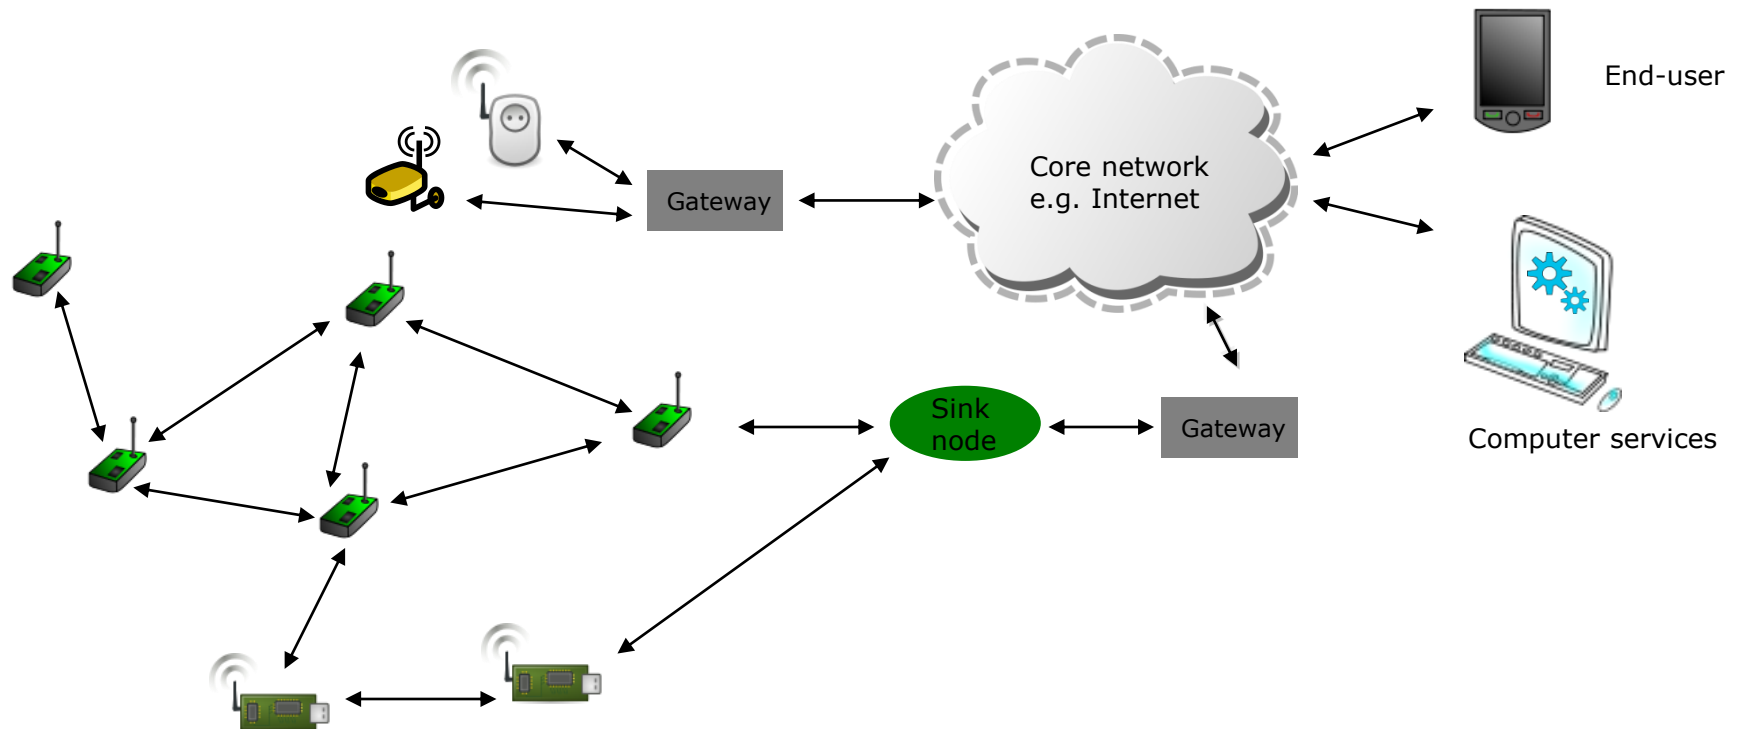 End-user
Core network
e.g. Internet
Gateway
Sink
node
Gateway
Computer services